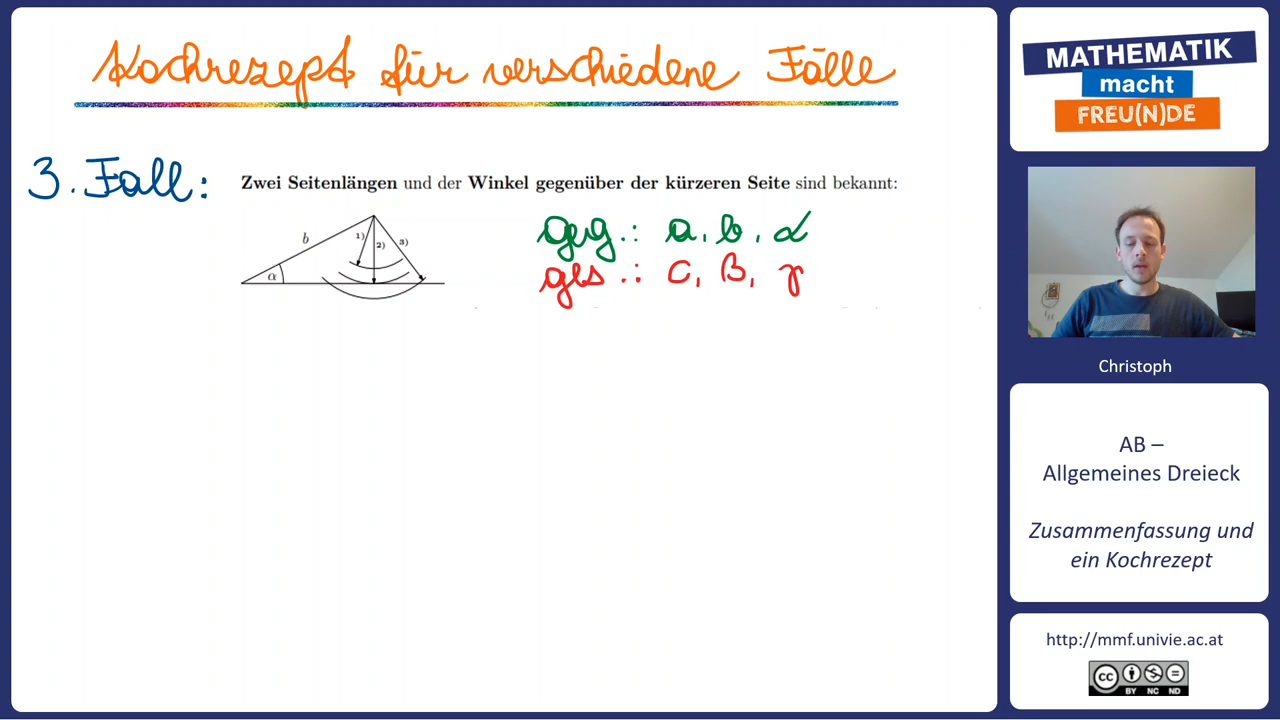 Kochrezept für verschiedene Fälle
3. Fall:
Zwei Seitenlängen und der Winkel gegenüber der kürzeren Seite sind bekannt:
b
α
1)
2)
3)
geg.: a, b, α
ges.: c, β, γ
MATHEMATIK
macht
FREU(N)DE
Christoph
AB –
Allgemeines Dreieck
Zusammenfassung und
ein Kochrezept
http://mmf.univie.ac.at
cc
BY NC ND